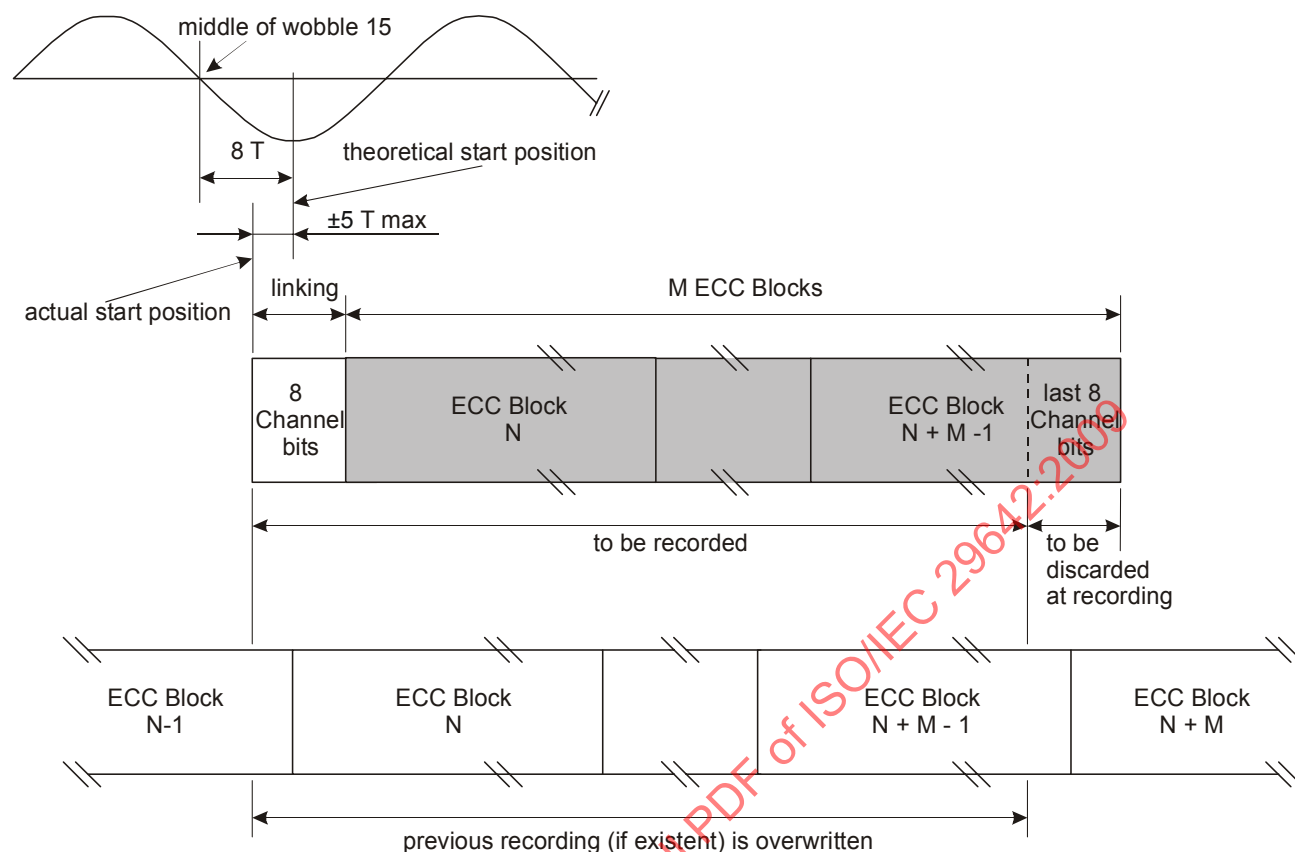 middle of wobble 15
8 T
theoretical start position
±5 T max
actual start position
linking
M ECC Blocks
8
Channel
bits
ECC Block
N
ECC Block
N + M -1
last 8
Channel
bits
to be recorded
to be
discarded
at recording
ECC Block
N-1
ECC Block
N
ECC Block
N + M - 1
ECC Block
N + M
previous recording (if existent) is overwritten
PDF of ISO/IEC 29642:2009